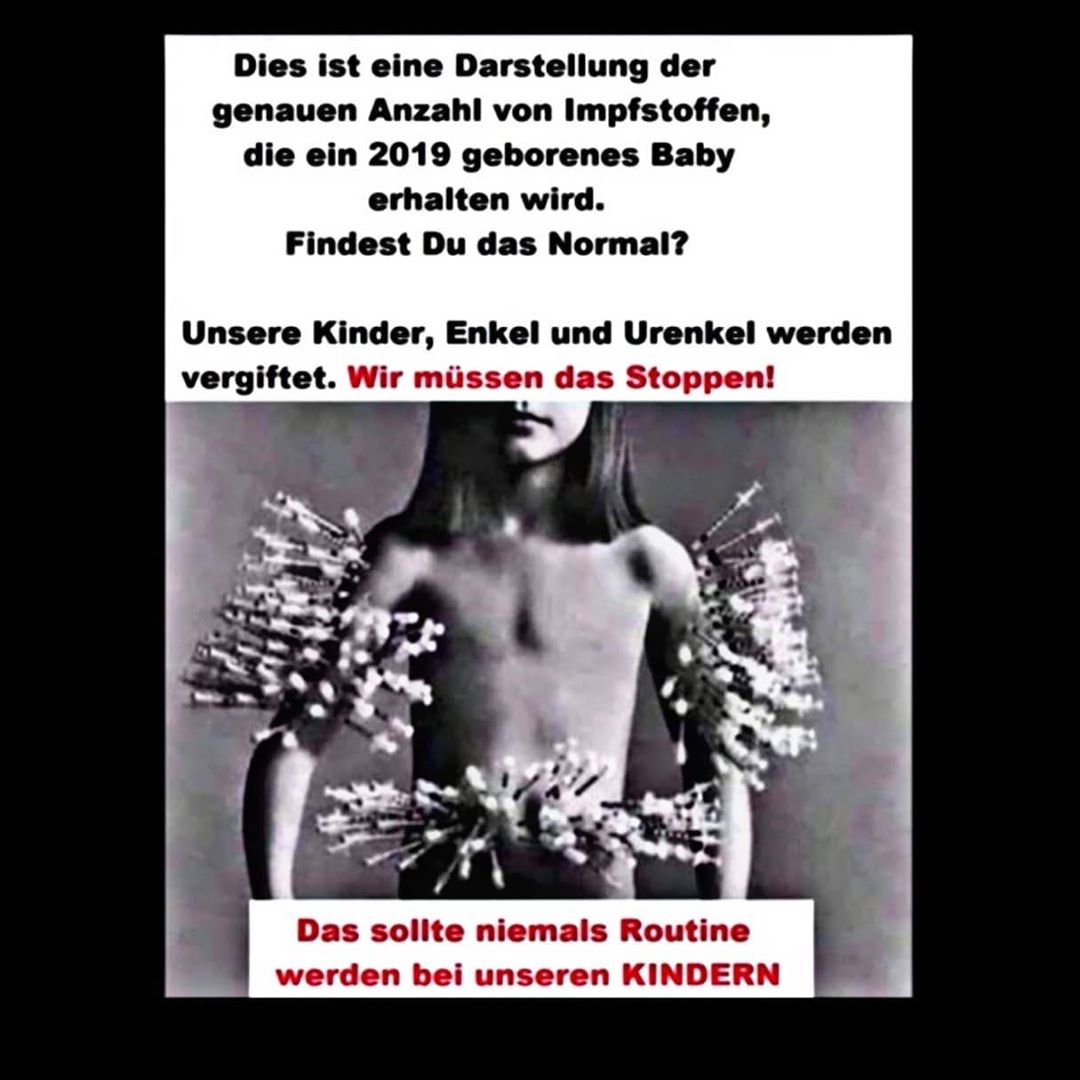 Dies ist eine Darstellung der
genauen Anzahl von Impfstoffen,
die ein 2019 geborenes Baby
erhalten wird.
Findest Du das Normal?
Unsere Kinder, Enkel und Urenkel werden
vergiftet. Wir müssen das Stoppen!
Das sollte niemals Routine
werden bei unseren KINDERN